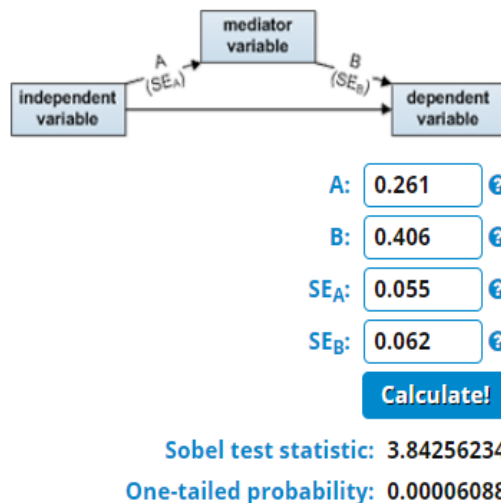 mediator
variable
A
(SEA)
B
(SEB)
independent
variable
dependent
variable
A: 0.261 ?
B: 0.406 ?
SEA: 0.055 ?
SEB: 0.062 ?
Calculate!
Sobel test statistic: 3.84256234
One-tailed probability: 0.00006088